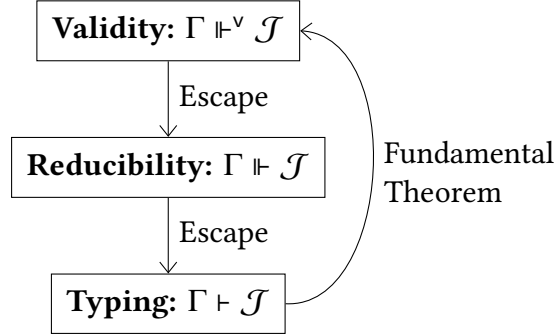 Validity: Γ ⊩ᵛ 𝒥
Escape
Reducibility: Γ ⊩ 𝒥
Escape
Typing: Γ ⊢ 𝒥
Fundamental
Theorem